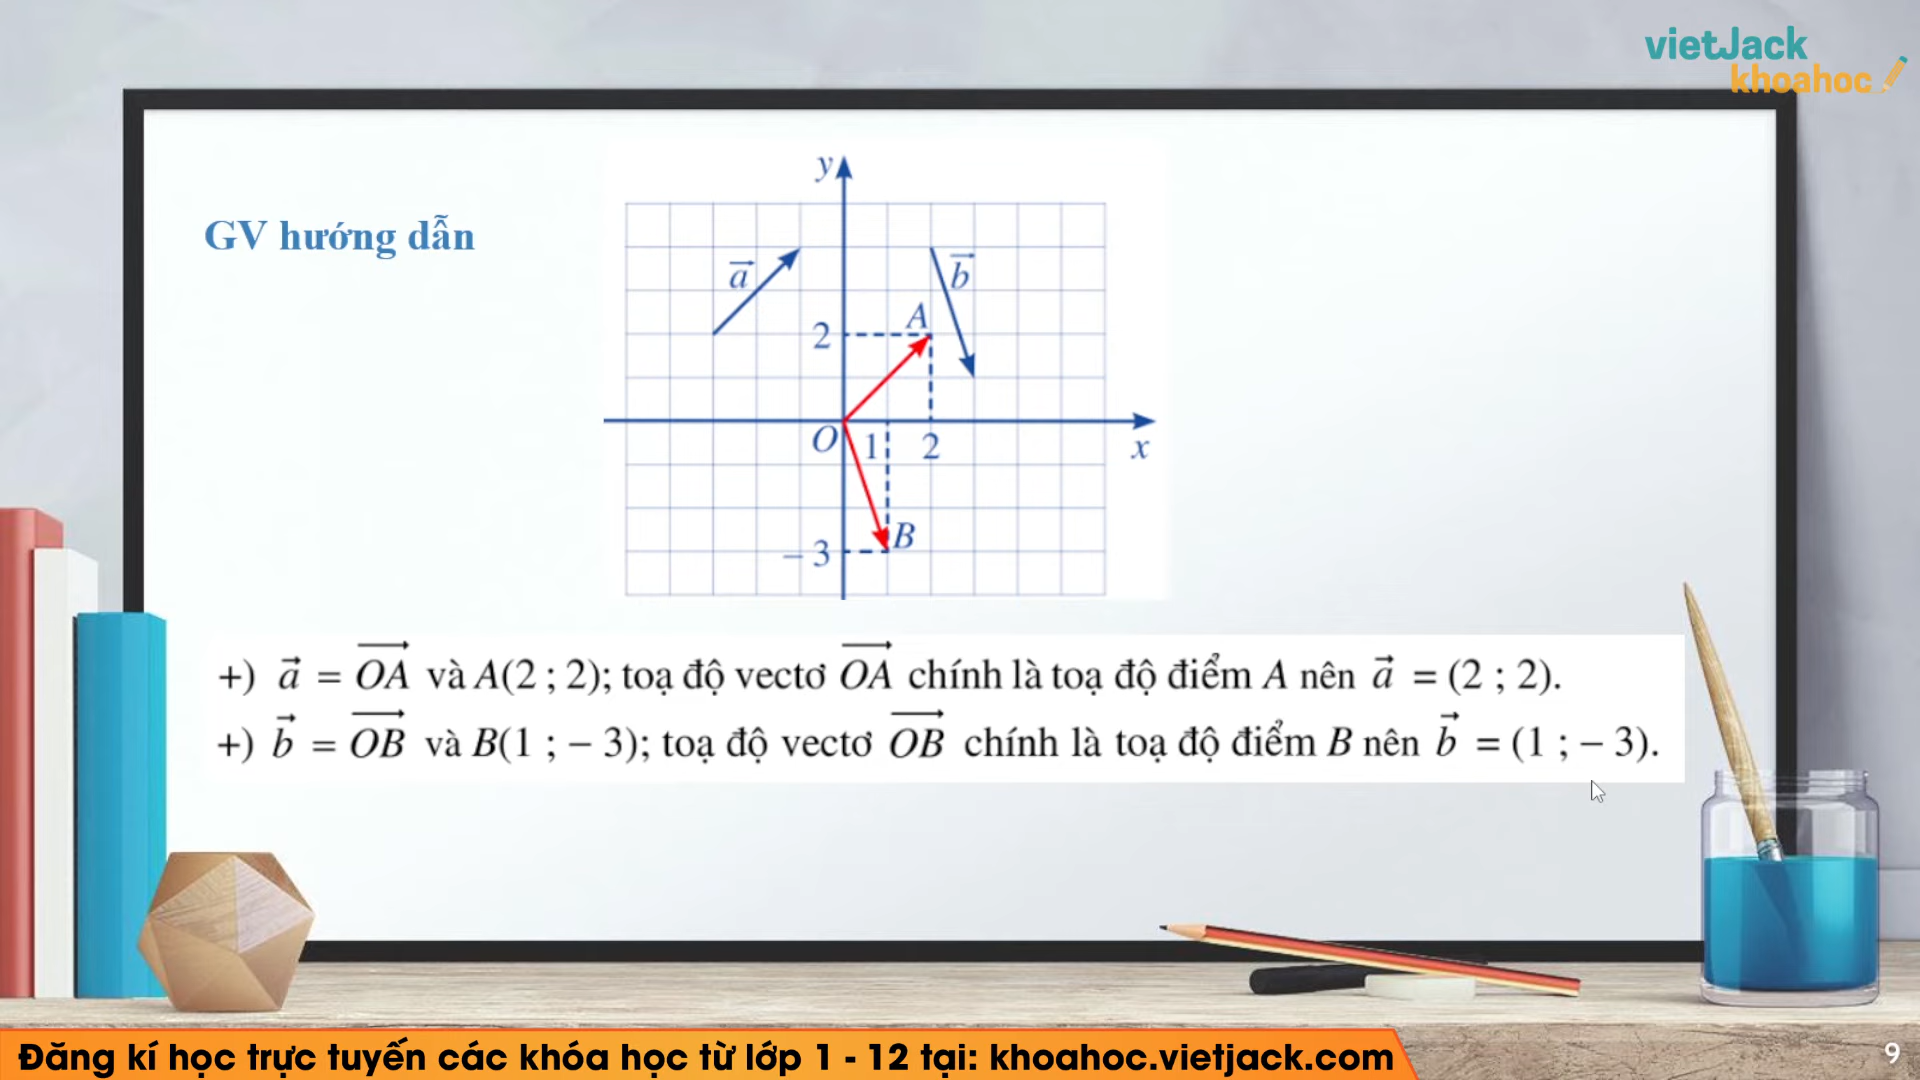 vietJack
khoahoc
GV hướng dẫn
y
a
b
A
2
O
1
2
x
B
– 3
+) a⃗ = OA⃗ và A(2 ; 2); toạ độ vectơ OA⃗ chính là toạ độ điểm A nên a⃗ = (2 ; 2).
+) b⃗ = OB⃗ và B(1 ; – 3); toạ độ vectơ OB⃗ chính là toạ độ điểm B nên b⃗ = (1 ; – 3).
Đăng kí học trực tuyến các khóa học từ lớp 1 - 12 tại: khoahoc.vietjack.com
9